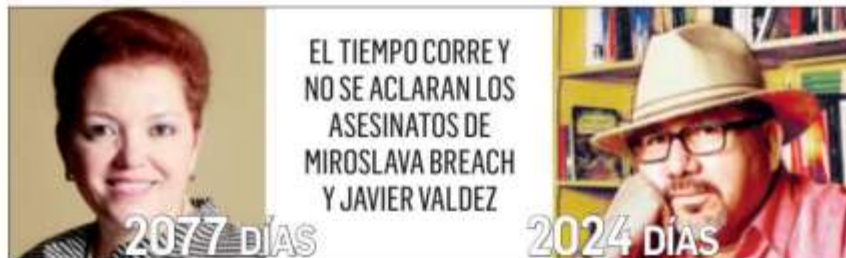 EL TIEMPO CORRE Y
NO SE ACLARAN LOS
ASESINATOS DE
MIROSLAVA BREACH
Y JAVIER VALDEZ
2077 DÍAS
2024 DÍAS